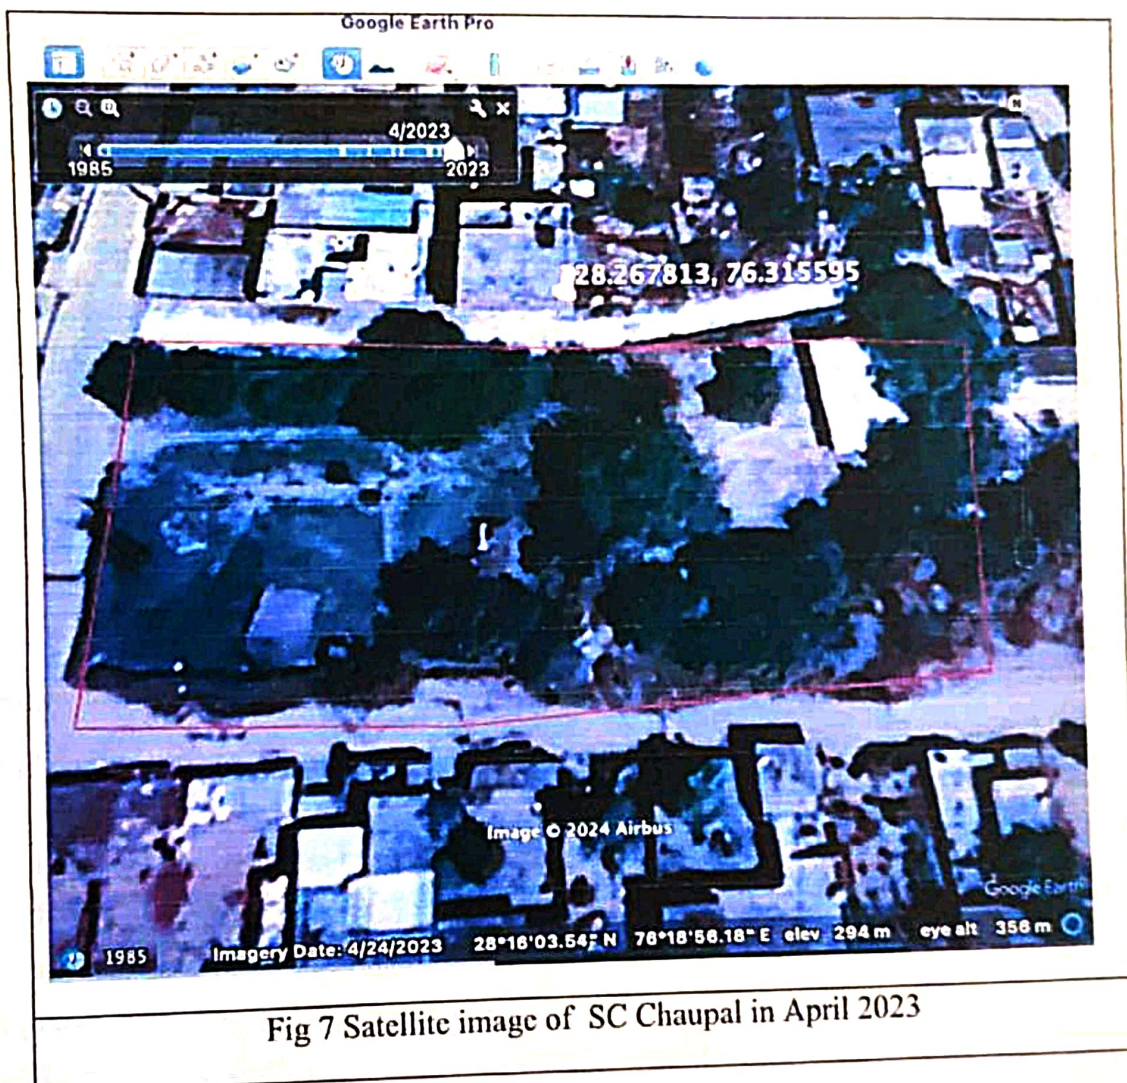 Google Earth Pro
4/2023
1985
2023
N
28.267813, 76.315595
Image © 2024 Airbus
Google Earth
1985
Imagery Date: 4/24/2023 28°16'03.54" N 76°18'56.18" E elev 294 m eye alt 356 m
Fig 7 Satellite image of SC Chaupal in April 2023